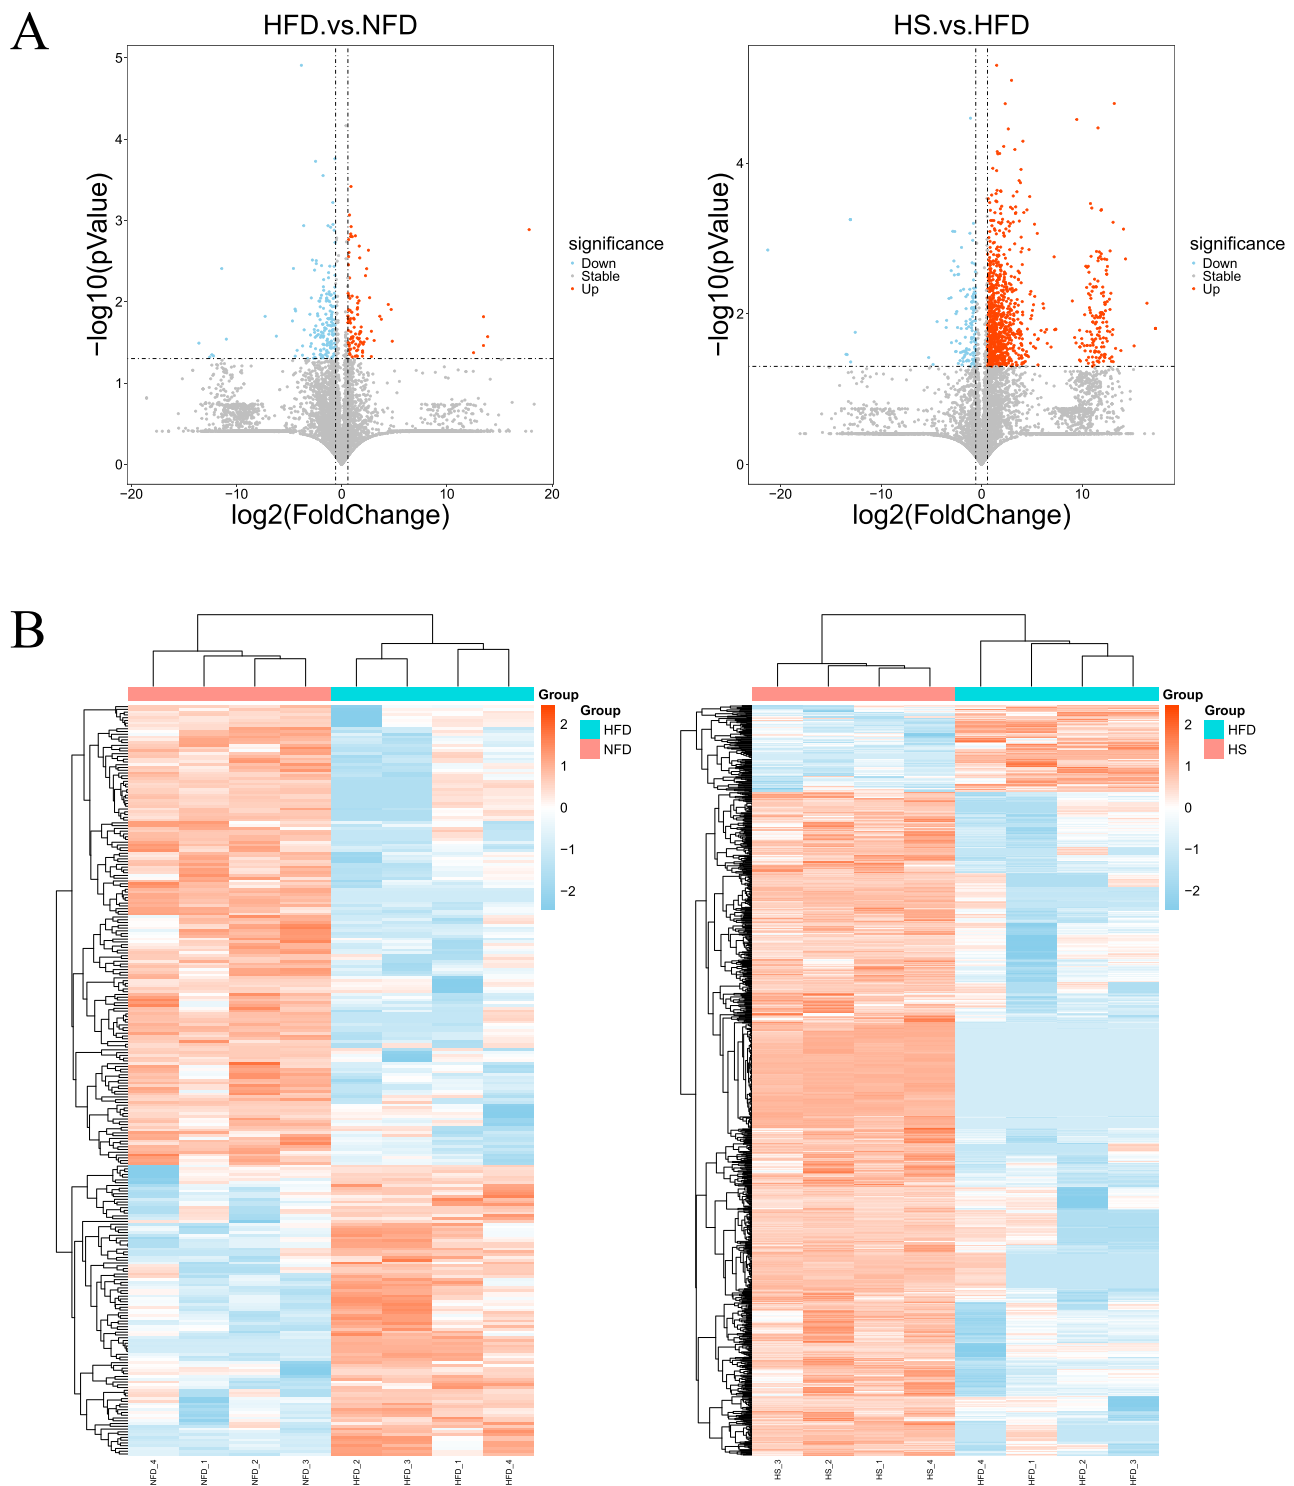 A
HFD.vs.NFD
5
4
3
2
1
0
−log10(pValue)
−20
−10
0
10
20
log2(FoldChange)
significance
Down
Stable
Up
HS.vs.HFD
4
2
0
−log10(pValue)
−20
−10
0
10
log2(FoldChange)
significance
Down
Stable
Up
B
Group
2
1
0
−1
−2
Group
HFD
NFD
NFD_4
NFD_1
NFD_2
NFD_3
HFD_2
HFD_3
HFD_1
HFD_4
Group
2
1
0
−1
−2
Group
HFD
HS
HS_3
HS_2
HS_1
HS_4
HFD_4
HFD_1
HFD_2
HFD_3